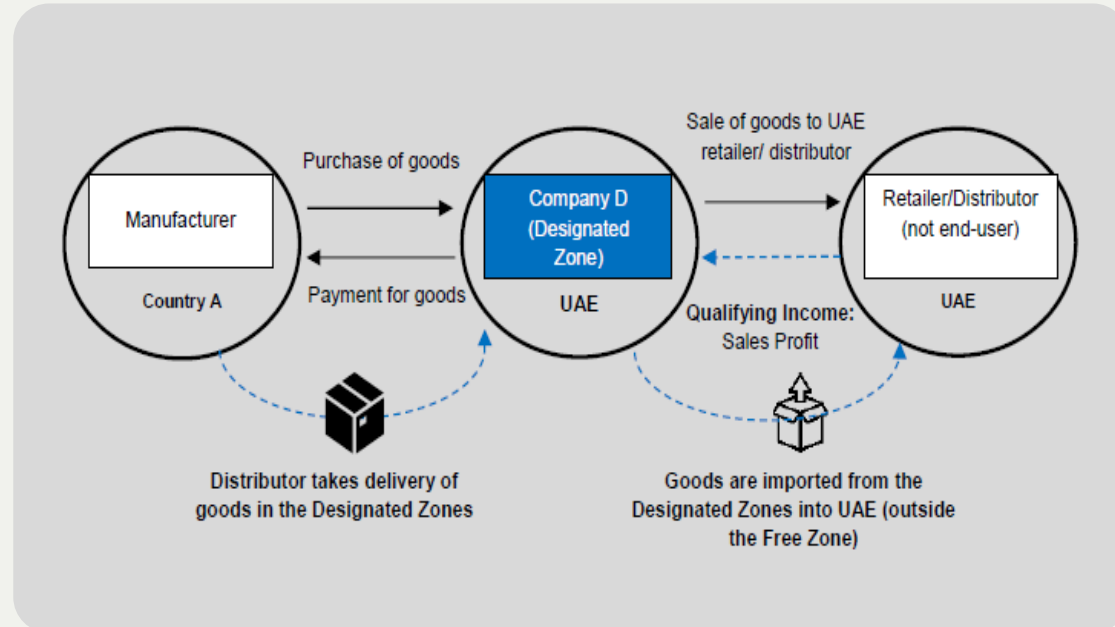 Manufacturer
Country A
Purchase of goods
Payment for goods
Company D
(Designated
Zone)
UAE
Sale of goods to UAE
retailer/ distributor
Qualifying Income:
Sales Profit
Retailer/Distributor
(not end-user)
UAE
Distributor takes delivery of
goods in the Designated Zones
Goods are imported from the
Designated Zones into UAE (outside
the Free Zone)